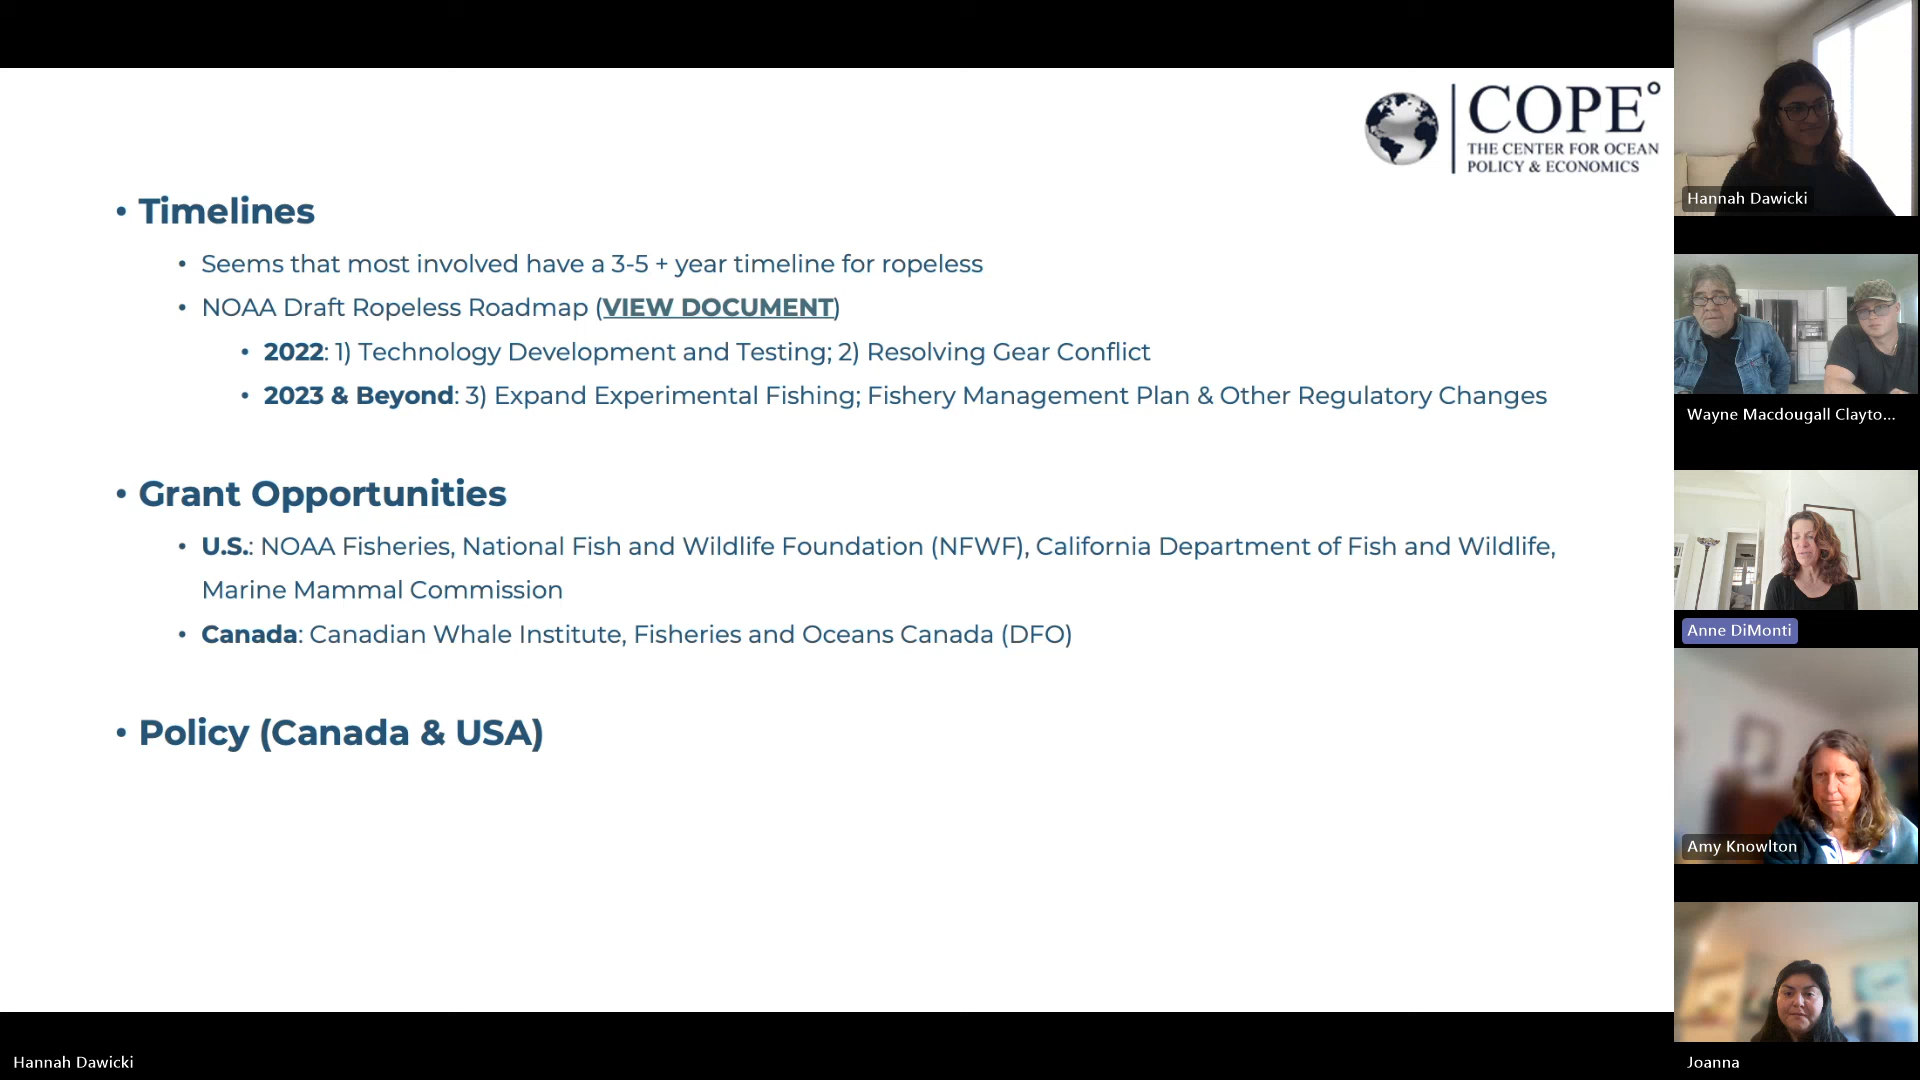 COPE°
THE CENTER FOR OCEAN
POLICY & ECONOMICS
• Timelines
• Seems that most involved have a 3-5 + year timeline for ropeless
• NOAA Draft Ropeless Roadmap (VIEW DOCUMENT)
• 2022: 1) Technology Development and Testing; 2) Resolving Gear Conflict
• 2023 & Beyond: 3) Expand Experimental Fishing; Fishery Management Plan & Other Regulatory Changes
• Grant Opportunities
• U.S.: NOAA Fisheries, National Fish and Wildlife Foundation (NFWF), California Department of Fish and Wildlife,
Marine Mammal Commission
• Canada: Canadian Whale Institute, Fisheries and Oceans Canada (DFO)
• Policy (Canada & USA)
Hannah Dawicki
Hannah Dawicki
Wayne Macdougall Clayto...
Anne DiMonti
Amy Knowlton
Joanna